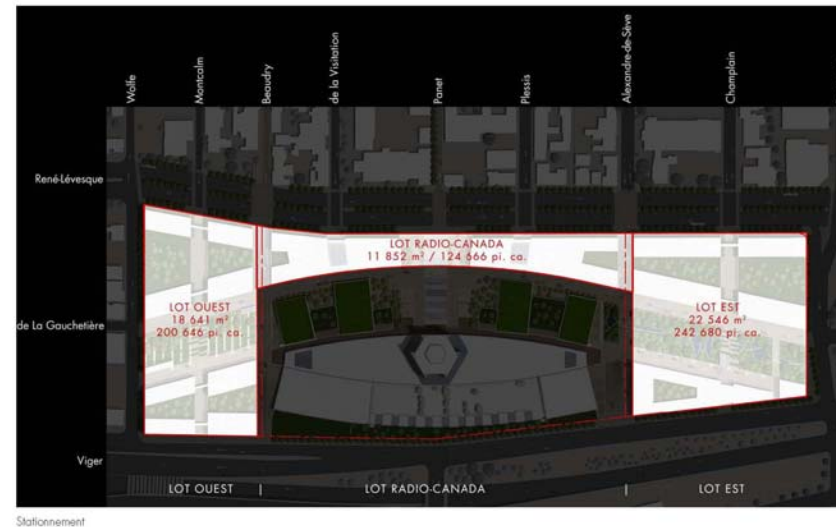 Wolfe
Montcalm
Beaudry
de la Visitation
Panet
Plessis
Alexandre-de-Sève
Champlain
René-Lévesque
LOT RADIO-CANADA
11 852 m² / 124 666 pi. ca.
LOT OUEST
18 641 m²
200 646 pi. ca.
LOT EST
22 546 m²
242 680 pi. ca.
de La Gauchetière
Viger
LOT OUEST | LOT RADIO-CANADA | LOT EST
Stationnement